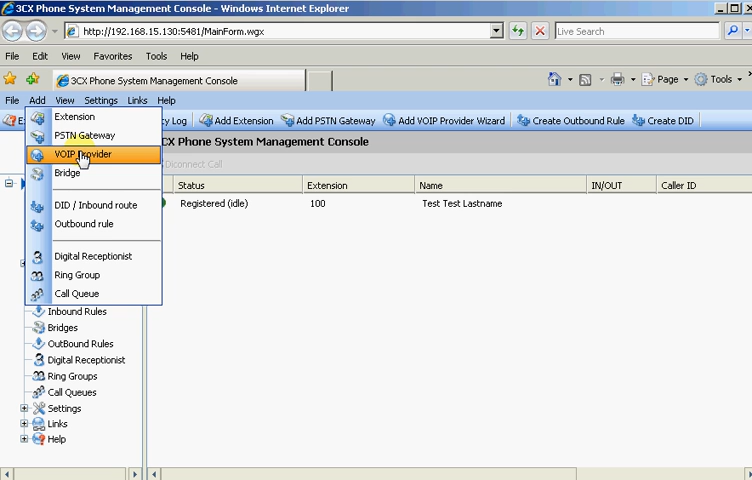 3CX Phone System Management Console - Windows Internet Explorer
http://192.168.15.130:5481/MainForm.wgx
Live Search
File Edit View Favorites Tools Help
3CX Phone System Management Console
Page Tools
File Add View Settings Links Help
cy Log Add Extension Add PSTN Gateway Add VOIP Provider Wizard Create Outbound Rule Create DID
Extension
PSTN Gateway
VOIP Provider
Bridge
DID / Inbound route
Outbound rule
Digital Receptionist
Ring Group
Call Queue
CX Phone System Management Console
Disconnect Call
Status Extension Name IN/OUT Caller ID
Registered (idle) 100 Test Test Lastname
Inbound Rules
Bridges
OutBound Rules
Digital Receptionist
Ring Groups
Call Queues
Settings
Links
Help